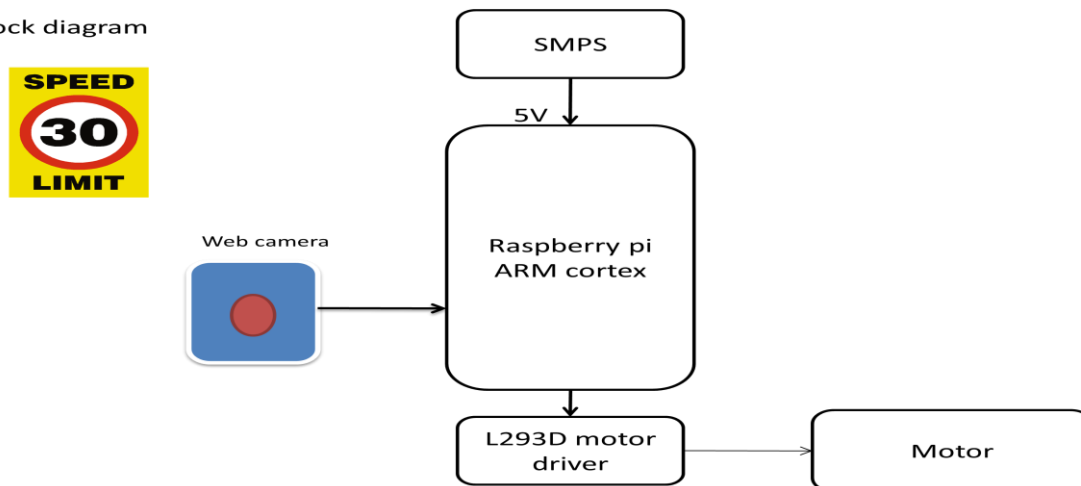 ock diagram
SPEED
30
LIMIT
SMPS
5V
Web camera
Raspberry pi
ARM cortex
L293D motor
driver
Motor